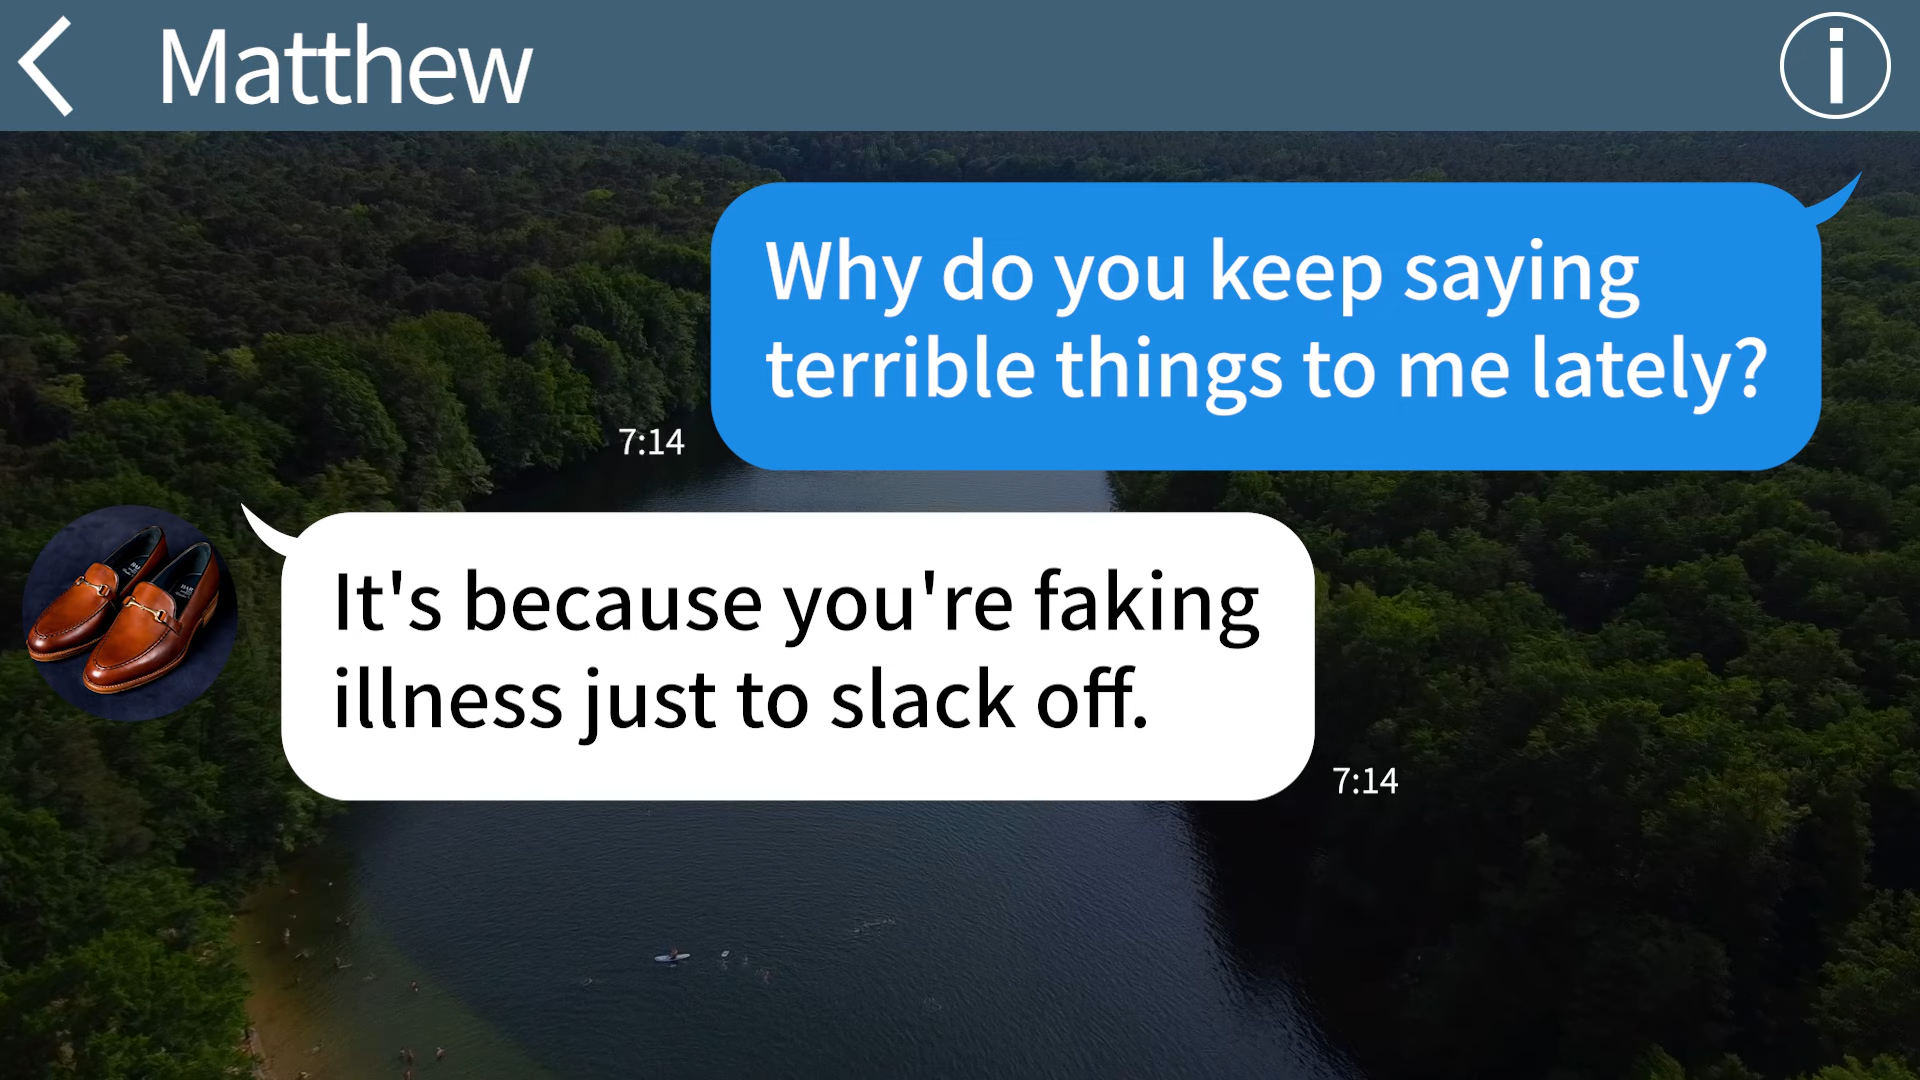 Matthew
Why do you keep saying
terrible things to me lately?
7:14
It's because you're faking
illness just to slack off.
7:14